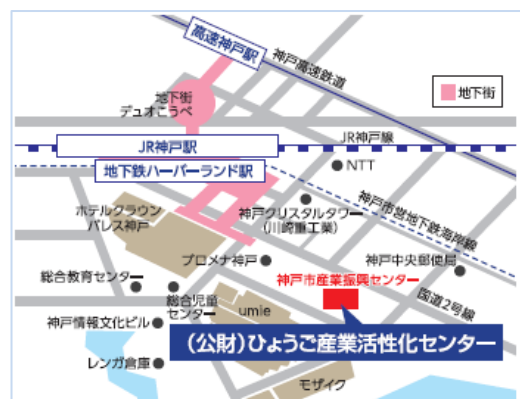 高速神戸駅
神戸高速鉄道
地下街
デュオこうべ
地下街
JR神戸線
JR神戸駅
NTT
地下鉄ハーバーランド駅
神戸市営地下鉄海岸線
ホテルクラウン
パレス神戸
神戸クリスタルタワー
(川崎重工業)
プロメナ神戸
神戸中央郵便局
総合教育センター
神戸市産業振興センター
国道2号線
総合児童
センター
umie
神戸情報文化ビル
(公財)ひょうご産業活性化センター
レンガ倉庫
モザイク